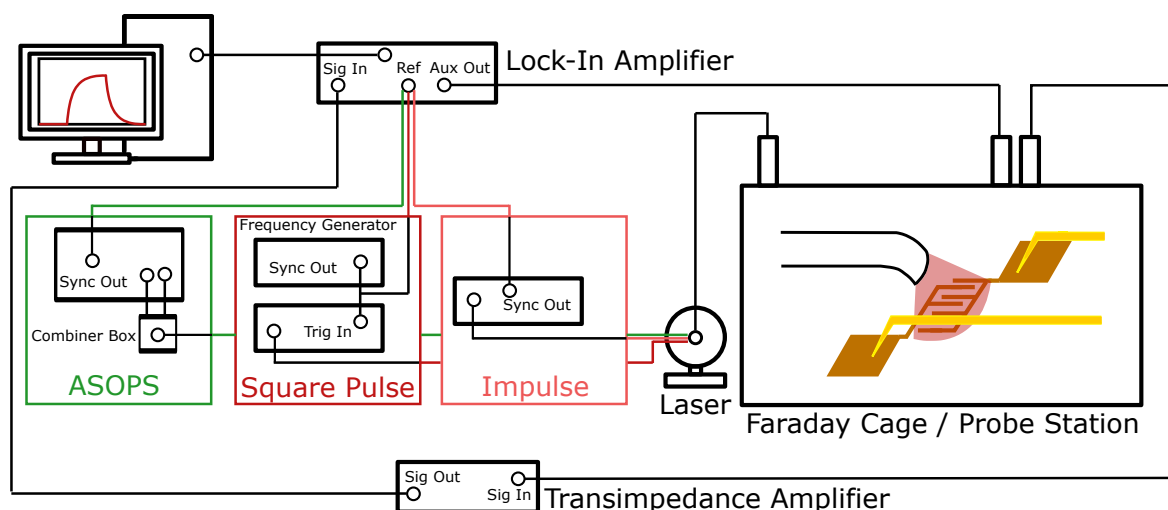 Lock-In Amplifier
Sig In
Ref
Aux Out
Frequency Generator
Sync Out
Sync Out
Trig In
Sync Out
Combiner Box
ASOPS
Square Pulse
Impulse
Laser
Faraday Cage / Probe Station
Sig Out
Sig In
Transimpedance Amplifier